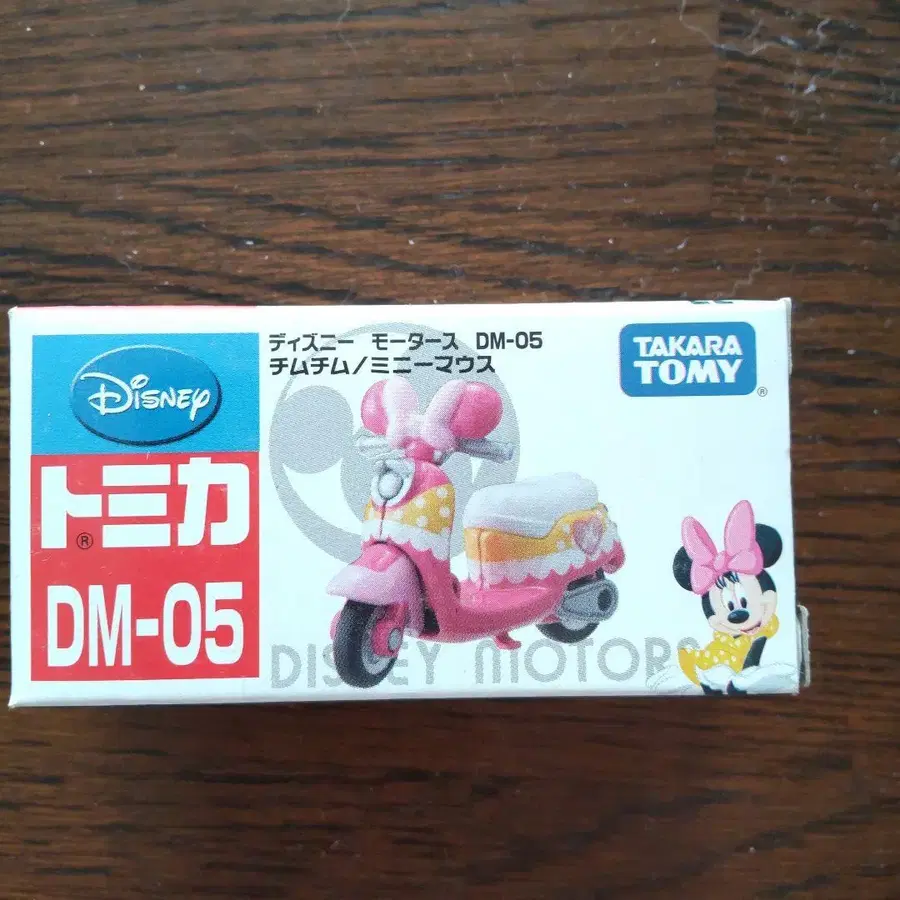 ディズニー モータース DM-05
チムチム/ミニーマウス
TAKARA
TOMY
®
Disney
トミカ
®
DM-05
DISNEY MOTORS